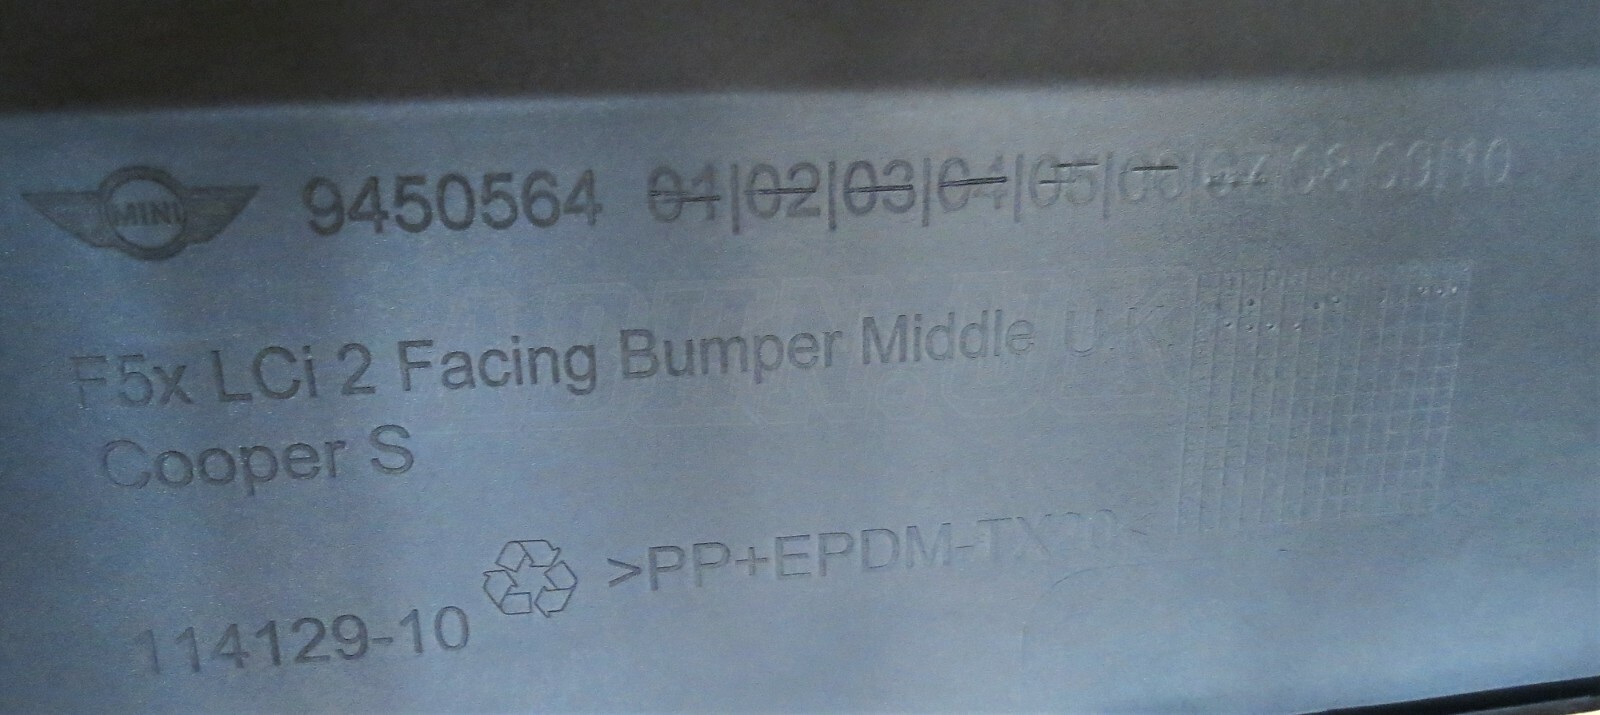 MINI 9450564 01|02|03|04|05|06|07|08|09|10
F5x LCi 2 Facing Bumper Middle U.K.
Cooper S
>PP+EPDM-TX20<
114129-10